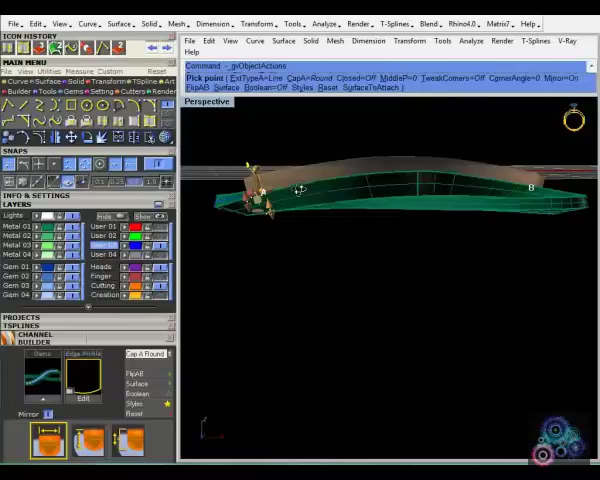 File Edit View Curve Surface Solid Mesh Dimension Transform Tools Analyze Render T-Splines Blend Rhino4.0 Matrix7 Help
ICON HISTORY
MAIN MENU
File Edit View Analyze Custom Reset
Curve Surface Solid Transform TSpline Art
Builder Tools Gems Setting Cutters Render
SNAPS
INFO & SETTINGS
LAYERS
Lights Hide Show
Metal 01 User 01
Metal 02 User 02
Metal 03
Metal 04 User 04
Gem 01 Heads
Gem 02 Finger
Gem 03 Cutting
Gem 04 Creation
PROJECTS
TSPLINES
CHANNEL
BUILDER
Gems Edge Profile Cap A Round
FlipAB
Surface
Boolean
Edit Styles
Mirror Reset
File Edit View Curve Surface Solid Mesh Dimension Transform Tools Analyze Render T-Splines V-Ray
Help
Command -_gvObjectActions
Pick point ( ExtTypeA=Line CapA=Round Closed=Off MiddleP=0 TweakCorners=Off CornerAngle=0 Mirror=On
FlipAB Surface Boolean=Off Styles Reset SurfaceToAttach )
Perspective
A
B